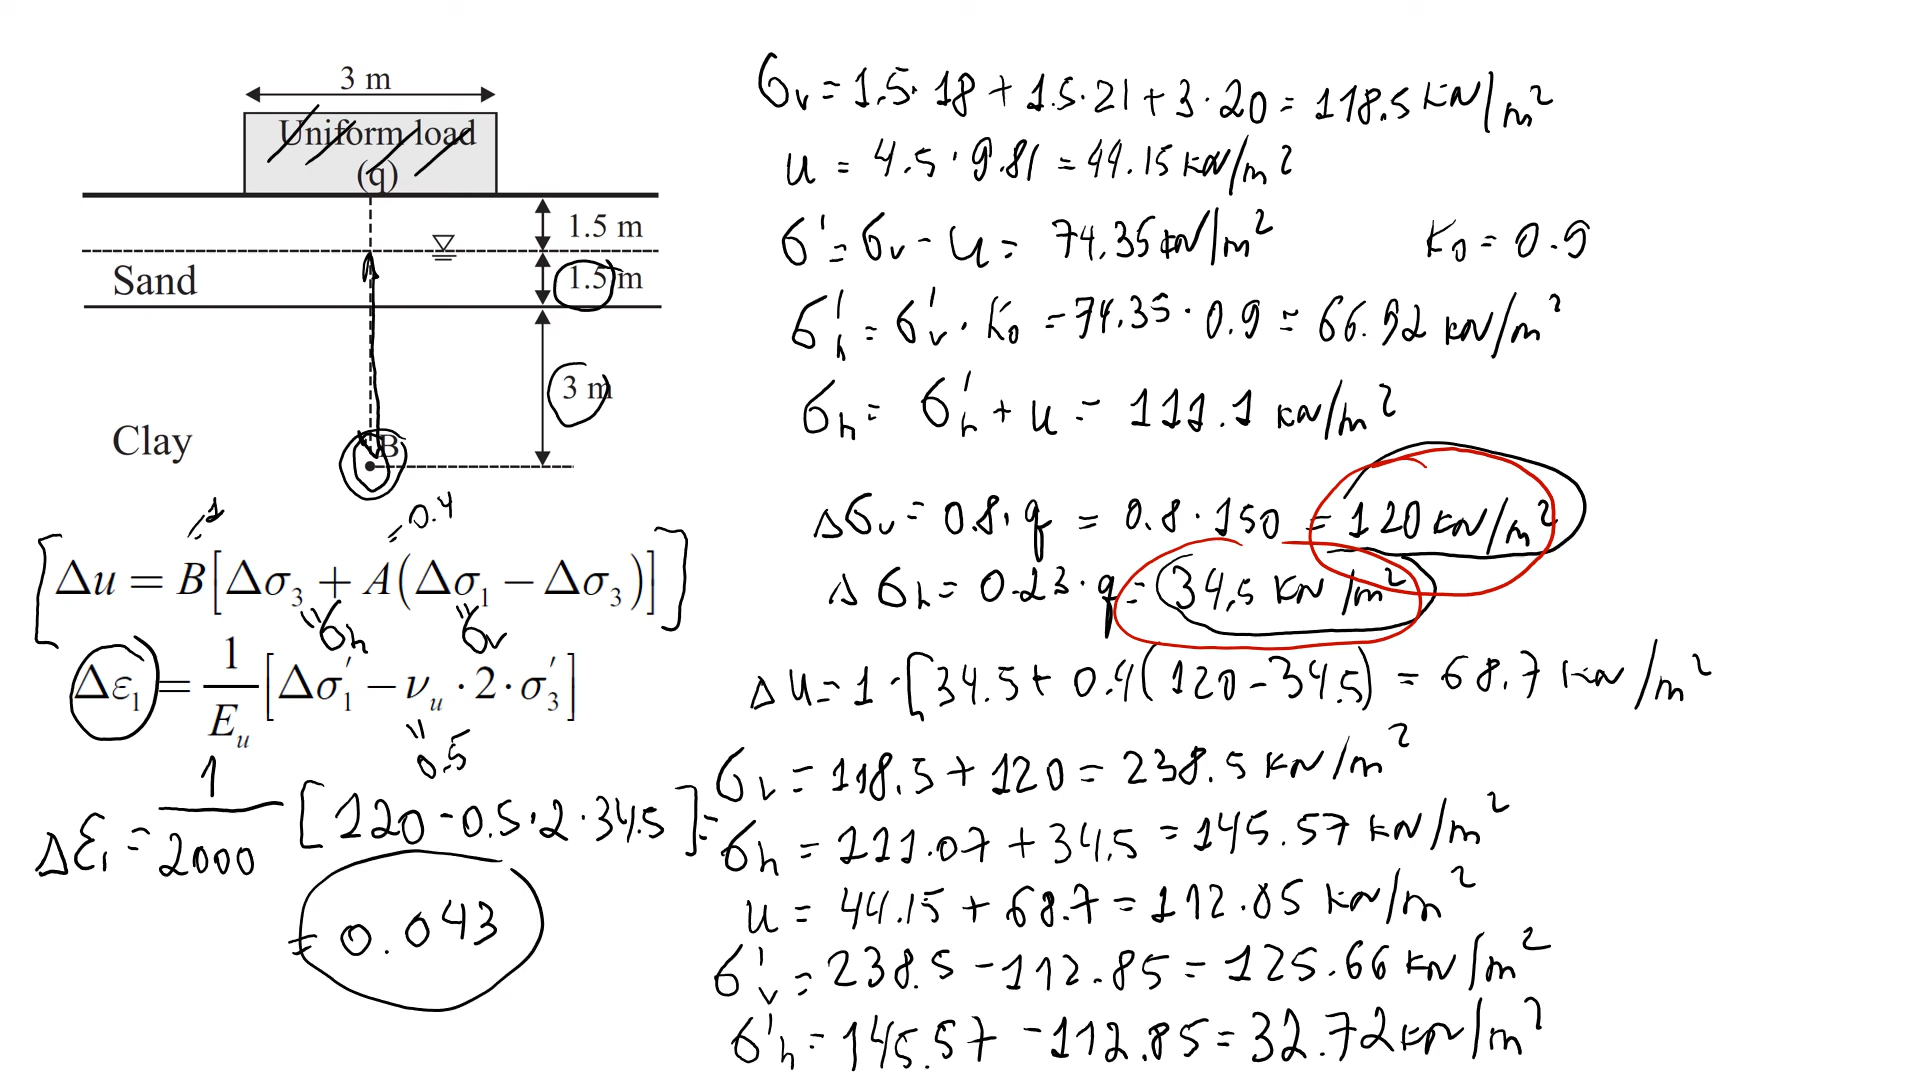 3 m
Uniform load
(q)
1.5 m
Sand
1.5 m
3 m
Clay
B
=1
=0.4
[Δu = B[Δσ₃ + A(Δσ₁ − Δσ₃)]]
"σh
"σv
Δε₁ = 1/Eᵤ [Δσ₁′ − νᵤ · 2 · σ₃′]
"0.5
Δε₁ = 1/2000 [120 - 0.5 · 2 · 34.5] =
= 0.043
σv = 1.5 · 18 + 1.5 · 21 + 3 · 20 = 118.5 kN/m²
u = 4.5 · 9.81 = 44.15 kN/m²
σ' = σv - u = 74.35 kN/m²
K₀ = 0.9
σ'h = σ'v · K₀ = 74.35 · 0.9 = 66.92 kN/m²
σh = σ'h + u = 111.1 kN/m²
Δσv = 0.8 · q = 0.8 · 150 = 120 kN/m²
Δσh = 0.23 · q = 34,5 kN/m²
Δu = 1 · [34.5 + 0.4(120 - 34.5) = 68.7 kN/m²
σv = 118.5 + 120 = 238.5 kN/m²
σh = 111.07 + 34.5 = 145.57 kN/m²
u = 44.15 + 68.7 = 112.85 kN/m²
σ'v = 238.5 - 112.85 = 125.66 kN/m²
σ'h = 145.57 - 112.85 = 32.72 kN/m²